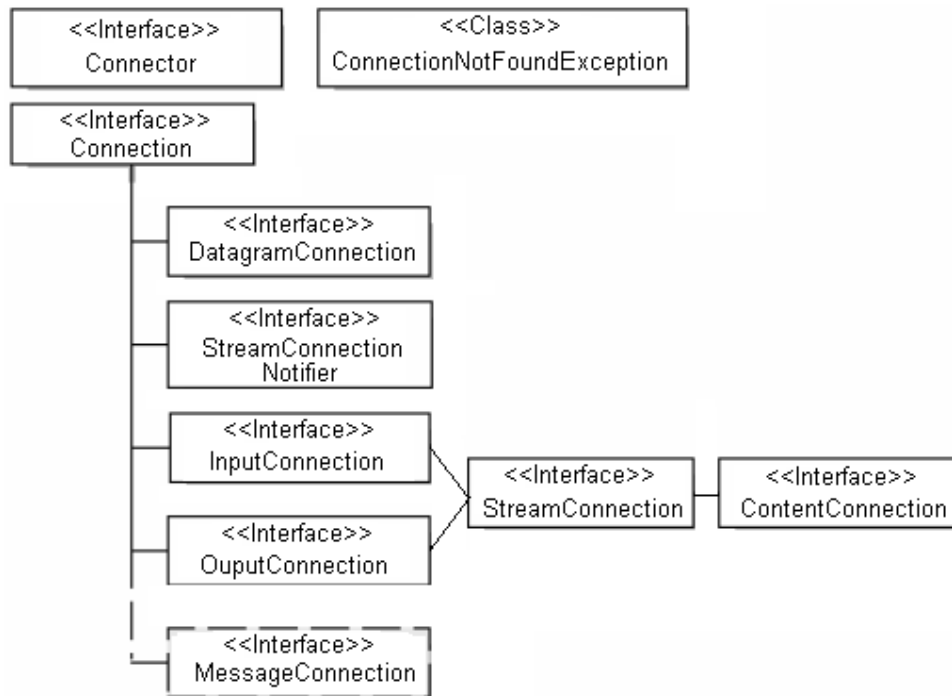 <<Interface>>
Connector
<<Class>>
ConnectionNotFoundException
<<Interface>>
Connection
<<Interface>>
DatagramConnection
<<Interface>>
StreamConnection
Notifier
<<Interface>>
InputConnection
<<Interface>>
OuputConnection
<<Interface>>
StreamConnection
<<Interface>>
ContentConnection
<<Interface>>
MessageConnection